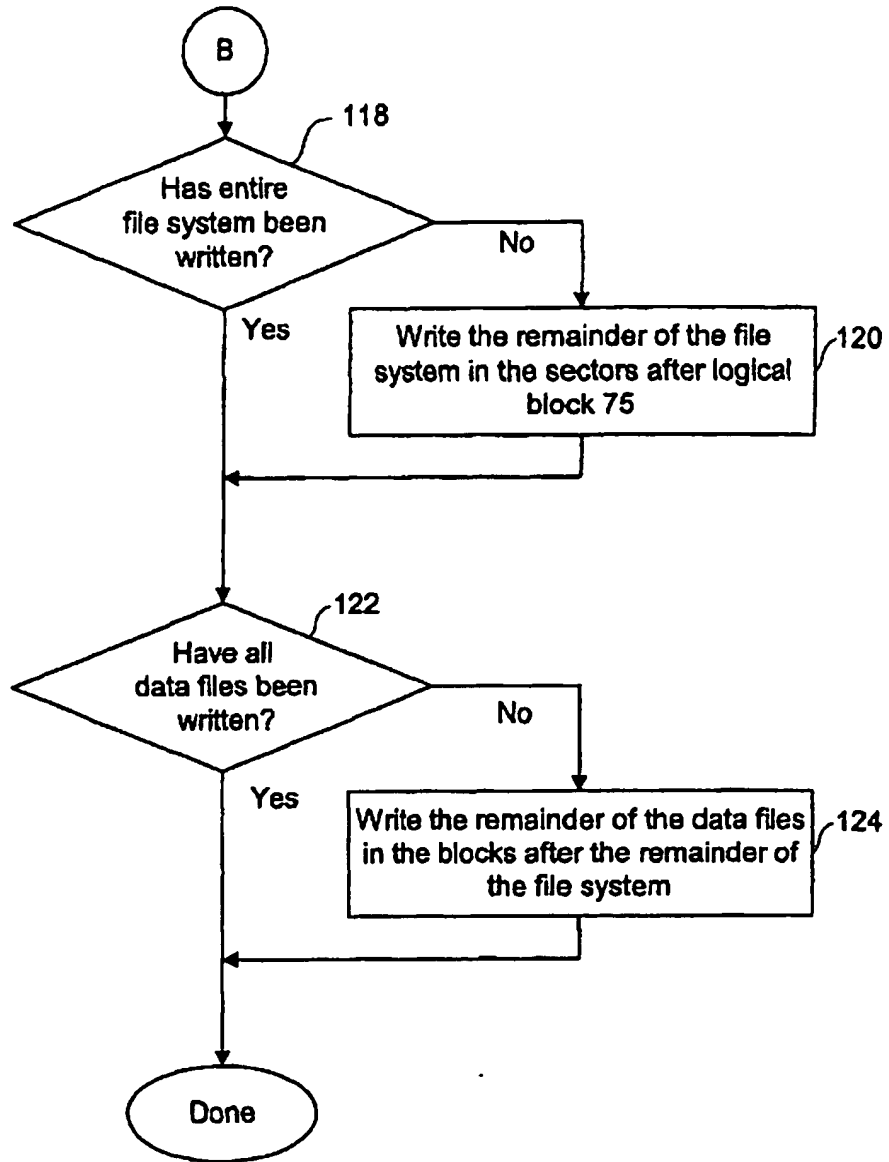 B
118
Has entire
file system been
written?
No
Yes
Write the remainder of the file
system in the sectors after logical
block 75
120
122
Have all
data files been
written?
No
Yes
Write the remainder of the data files
in the blocks after the remainder of
the file system
124
Done